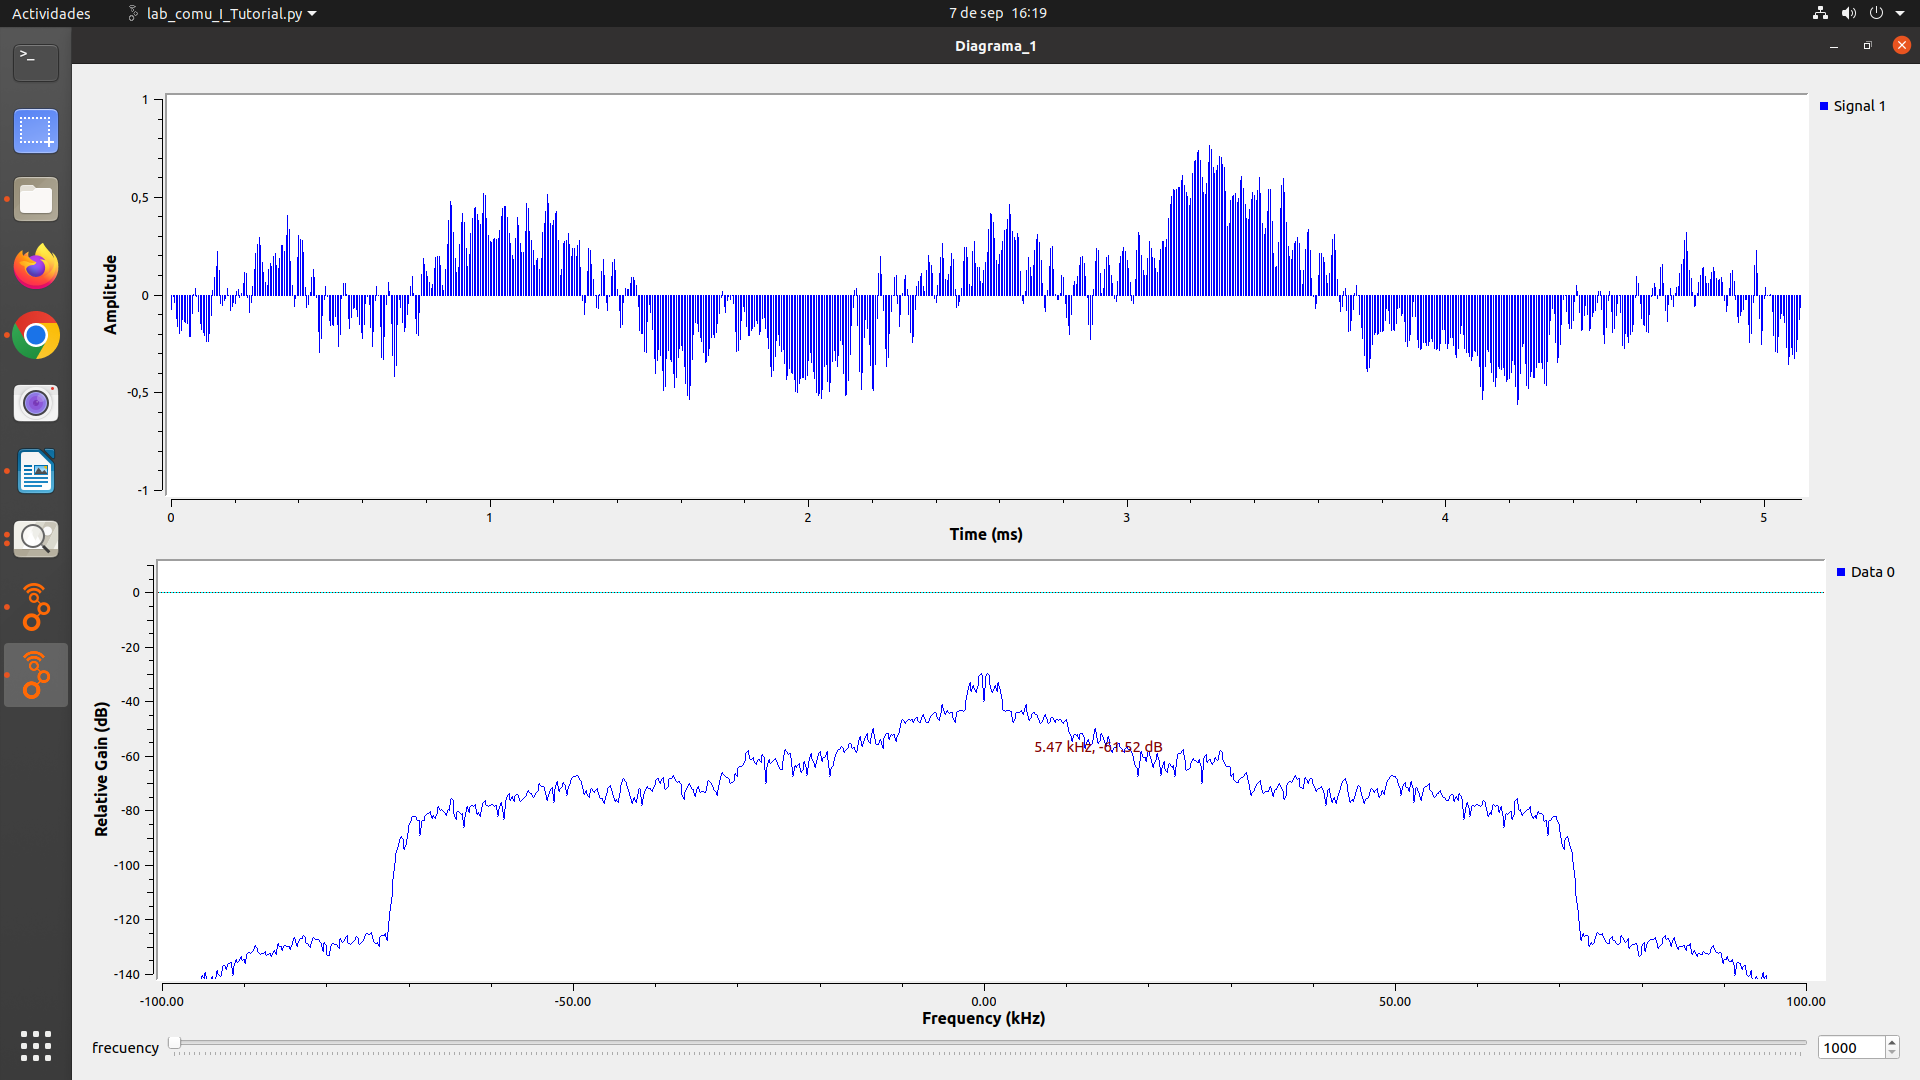 Actividades lab_comu_I_Tutorial.py 7 de sep 16:19
Diagrama_1
>_
1
0,5
0
-0,5
-1
Amplitude
Signal 1
0 1 2 3 4 5
Time (ms)
0
-20
-40
-60
-80
-100
-120
-140
Relative Gain (dB)
Data 0
5.47 kHz, -61.52 dB
-100.00 -50.00 0.00 50.00 100.00
Frequency (kHz)
frecuency 1000